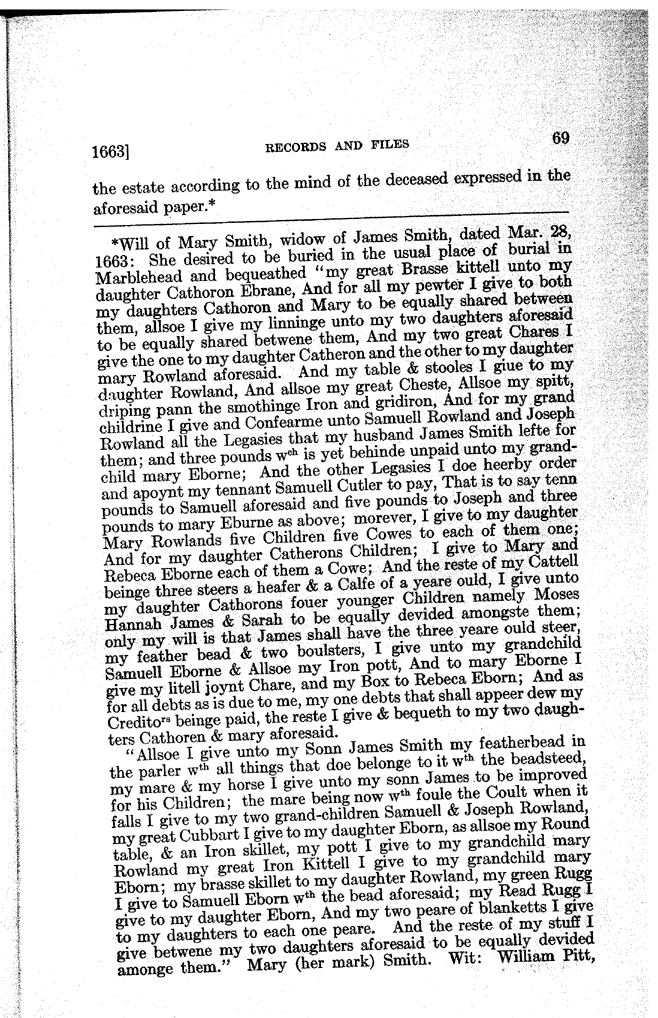 1663] RECORDS AND FILES 69
the estate according to the mind of the deceased expressed in the
aforesaid paper.*
*Will of Mary Smith, widow of James Smith, dated Mar. 28,
1663: She desired to be buried in the usual place of burial in
Marblehead and bequeathed "my great Brasse kittell unto my
daughter Cathoron Ebrane, And for all my pewter I give to both
my daughters Cathoron and Mary to be equally shared between
them, allsoe I give my linninge unto my two daughters aforesaid
to be equally shared betwene them, And my two great Chares I
give the one to my daughter Catheron and the other to my daughter
mary Rowland aforesaid. And my table & stooles I giue to my
daughter Rowland, And allsoe my great Cheste, Allsoe my spitt,
driping pann the smothinge Iron and gridiron, And for my grand
childrine I give and Confearme unto Samuell Rowland and Joseph
Rowland all the Legasies that my husband James Smith lefte for
them; and three pounds wch is yet behinde unpaid unto my grand-
child mary Eborne; And the other Legasies I doe heerby order
and apoynt my tennant Samuell Cutler to pay, That is to say tenn
pounds to Samuell aforesaid and five pounds to Joseph and three
pounds to mary Eburne as above; morever, I give to my daughter
Mary Rowlands five Children five Cowes to each of them one;
And for my daughter Catherons Children; I give to Mary and
Rebeca Eborne each of them a Cowe; And the reste of my Cattell
beinge three steers a heafer & a Calfe of a yeare ould, I give unto
my daughter Cathorons fouer younger Children namely Moses
Hannah James & Sarah to be equally devided amongste them;
only my will is that James shall have the three yeare ould steer,
my feather bead & two boulsters, I give unto my grandchild
Samuell Eborne & Allsoe my Iron pott, And to mary Eborne I
give my litell joynt Chare, and my Box to Rebeca Eborn; And as
for all debts as is due to me, my one debts that shall appeer dew my
Creditors beinge paid, the reste I give & bequeth to my two daugh-
ters Cathoren & mary aforesaid.
"Allsoe I give unto my Sonn James Smith my featherbead in
the parler wth all things that doe belonge to it wth the beadsteed,
my mare & my horse I give unto my sonn James to be improved
for his Children; the mare being now wth foule the Coult when it
falls I give to my two grand-children Samuell & Joseph Rowland,
my great Cubbart I give to my daughter Eborn, as allsoe my Round
table, & an Iron skillet, my pott I give to my grandchild mary
Rowland my great Iron Kittell I give to my grandchild mary
Eborn; my brasse skillet to my daughter Rowland, my green Rugg
I give to Samuell Eborn wth the bead aforesaid; my Read Rugg I
give to my daughter Eborn, And my two peare of blanketts I give
to my daughters to each one peare. And the reste of my stuff I
give betwene my two daughters aforesaid to be equally devided
amonge them." Mary (her mark) Smith. Wit: William Pitt,